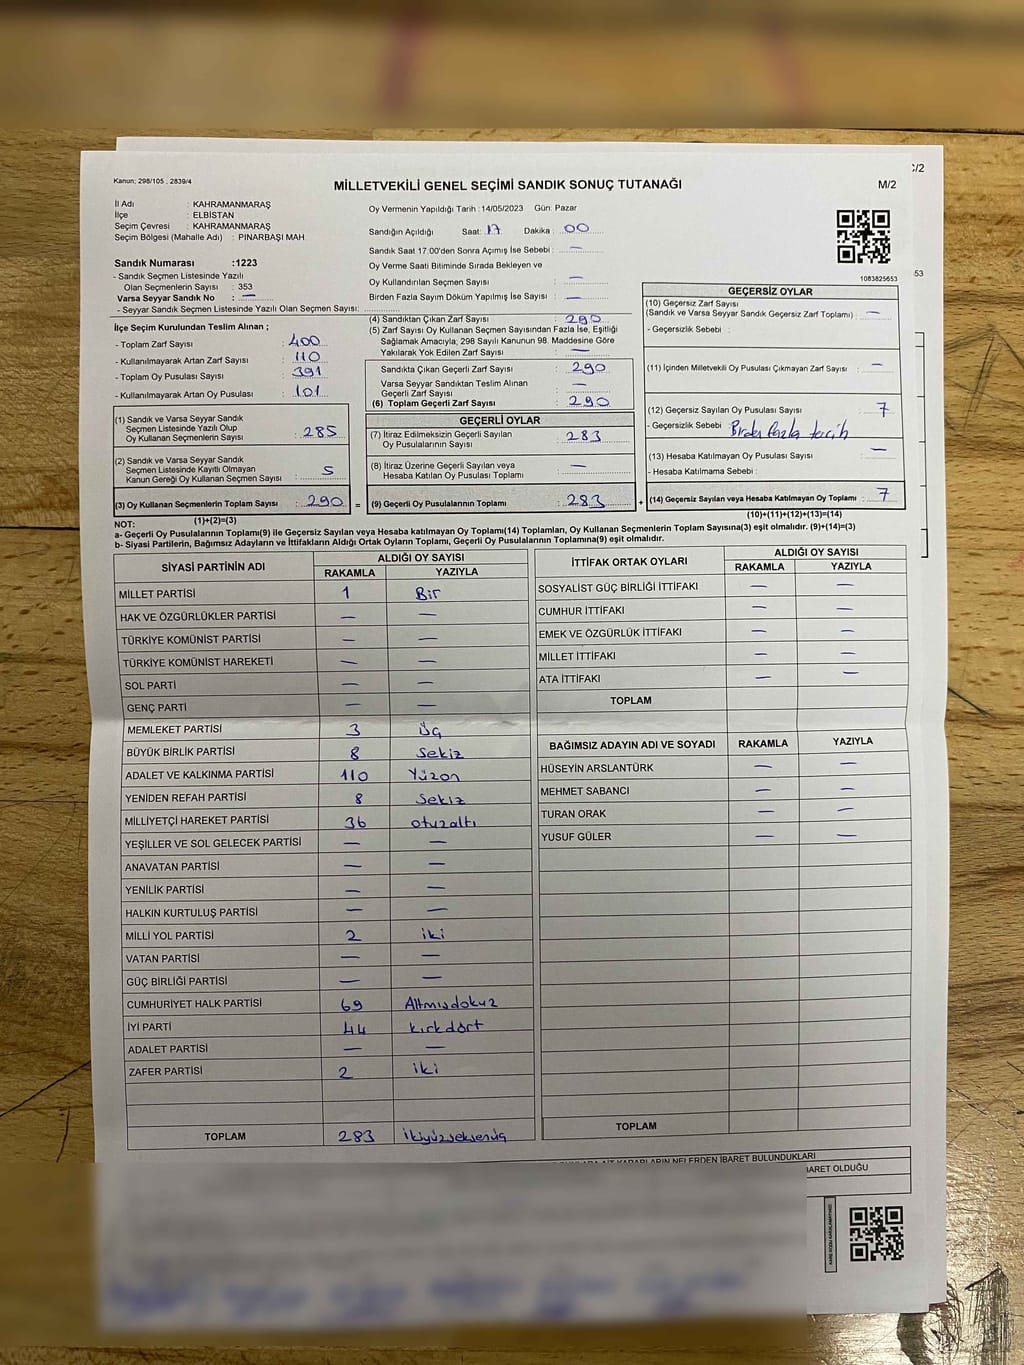 Kanun; 298/105 , 2839/4
MİLLETVEKİLİ GENEL SEÇİMİ SANDIK SONUÇ TUTANAĞI
M/2
/2
İl Adı : KAHRAMANMARAŞ
İlçe : ELBİSTAN
Seçim Çevresi : KAHRAMANMARAŞ
Seçim Bölgesi (Mahalle Adı) : PINARBAŞI MAH
Sandık Numarası :1223
- Sandık Seçmen Listesinde Yazılı
Olan Seçmenlerin Sayısı : 353
Varsa Seyyar Sandık No : —
- Seyyar Sandık Seçmen Listesinde Yazılı Olan Seçmen Sayısı:
Oy Vermenin Yapıldığı Tarih :14/05/2023 Gün: Pazar
Sandığın Açıldığı Saat: 17 Dakika : 00
Sandık Saat 17.00'den Sonra Açımış İse Sebebi : —
Oy Verme Saati Bitiminde Sırada Bekleyen ve
Oy Kullandırılan Seçmen Sayısı : —
Birden Fazla Sayım Döküm Yapılmış İse Sayısı : —
1083825653
53
İlçe Seçim Kurulundan Teslim Alınan ;
- Toplam Zarf Sayısı : 400
- Kullanılmayarak Artan Zarf Sayısı : 110
- Toplam Oy Pusulası Sayısı : 391
- Kullanılmayarak Artan Oy Pusulası : 101
(4) Sandıktan Çıkan Zarf Sayısı : 290
(5) Zarf Sayısı Oy Kullanan Seçmen Sayısından Fazla İse, Eşitliği
Sağlamak Amacıyla; 298 Sayılı Kanunun 98. Maddesine Göre
Yakılarak Yok Edilen Zarf Sayısı : —
Sandıkta Çıkan Geçerli Zarf Sayısı : 290
Varsa Seyyar Sandıktan Teslim Alınan
Geçerli Zarf Sayısı : —
(6) Toplam Geçerli Zarf Sayısı : 290
GEÇERSİZ OYLAR
(10) Geçersiz Zarf Sayısı
(Sandık ve Varsa Seyyar Sandık Geçersiz Zarf Toplamı) : —
- Geçersizlik Sebebi :
(11) İçinden Milletvekili Oy Pusulası Çıkmayan Zarf Sayısı : —
(12) Geçersiz Sayılan Oy Pusulası Sayısı : 7
- Geçersizlik Sebebi : Birden fazla tercih
(13) Hesaba Katılmayan Oy Pusulası Sayısı : —
- Hesaba Katılmama Sebebi :
(14) Geçersiz Sayılan veya Hesaba Katılmayan Oy Toplamı : 7
(10)+(11)+(12)+(13)=(14)
(1) Sandık ve Varsa Seyyar Sandık
Seçmen Listesinde Yazılı Olup
Oy Kullanan Seçmenlerin Sayısı : 285
(2) Sandık ve Varsa Seyyar Sandık
Seçmen Listesinde Kayıtlı Olmayan
Kanun Gereği Oy Kullanan Seçmen Sayısı : 5
(3) Oy Kullanan Seçmenlerin Toplam Sayısı : 290 =
(1)+(2)=(3)
GEÇERLİ OYLAR
(7) İtiraz Edilmeksizin Geçerli Sayılan
Oy Pusulalarının Sayısı : 283
(8) İtiraz Üzerine Geçerli Sayılan veya
Hesaba Katılan Oy Pusulası Toplamı : —
(9) Geçerli Oy Pusulalarının Toplamı : 283 +
NOT:
a- Geçerli Oy Pusulalarının Toplamı(9) ile Geçersiz Sayılan veya Hesaba katılmayan Oy Toplamı(14) Toplamları, Oy Kullanan Seçmenlerin Toplam Sayısına(3) eşit olmalıdır. (9)+(14)=(3)
b- Siyasi Partilerin, Bağımsız Adayların ve İttifakların Aldığı Ortak Oyların Toplamı, Geçerli Oy Pusulalarının Toplamına(9) eşit olmalıdır.
SİYASİ PARTİNİN ADI ALDIĞI OY SAYISI
RAKAMLA YAZIYLA
MİLLET PARTİSİ 1 Bir
HAK VE ÖZGÜRLÜKLER PARTİSİ — —
TÜRKİYE KOMÜNİST PARTİSİ — —
TÜRKİYE KOMÜNİST HAREKETİ — —
SOL PARTİ — —
GENÇ PARTİ — —
MEMLEKET PARTİSİ 3 Üç
BÜYÜK BİRLİK PARTİSİ 8 Sekiz
ADALET VE KALKINMA PARTİSİ 110 Yüzon
YENİDEN REFAH PARTİSİ 8 Sekiz
MİLLİYETÇİ HAREKET PARTİSİ 36 otuzaltı
YEŞİLLER VE SOL GELECEK PARTİSİ — —
ANAVATAN PARTİSİ — —
YENİLİK PARTİSİ — —
HALKIN KURTULUŞ PARTİSİ — —
MİLLİ YOL PARTİSİ 2 iki
VATAN PARTİSİ — —
GÜÇ BİRLİĞİ PARTİSİ — —
CUMHURİYET HALK PARTİSİ 69 Altmışdokuz
İYİ PARTİ 44 kırkdört
ADALET PARTİSİ — —
ZAFER PARTİSİ 2 iki
TOPLAM 283 ikiyüzseksenüç
İTTİFAK ORTAK OYLARI ALDIĞI OY SAYISI
RAKAMLA YAZIYLA
SOSYALİST GÜÇ BİRLİĞİ İTTİFAKI — —
CUMHUR İTTİFAKI — —
EMEK VE ÖZGÜRLÜK İTTİFAKI — —
MİLLET İTTİFAKI — —
ATA İTTİFAKI — —
TOPLAM
BAĞIMSIZ ADAYIN ADI VE SOYADI RAKAMLA YAZIYLA
HÜSEYİN ARSLANTÜRK — —
MEHMET SABANCI — —
TURAN ORAK — —
YUSUF GÜLER — —
TOPLAM
NELERDEN İBARET BULUNDUKLARI
BARET OLDUĞU